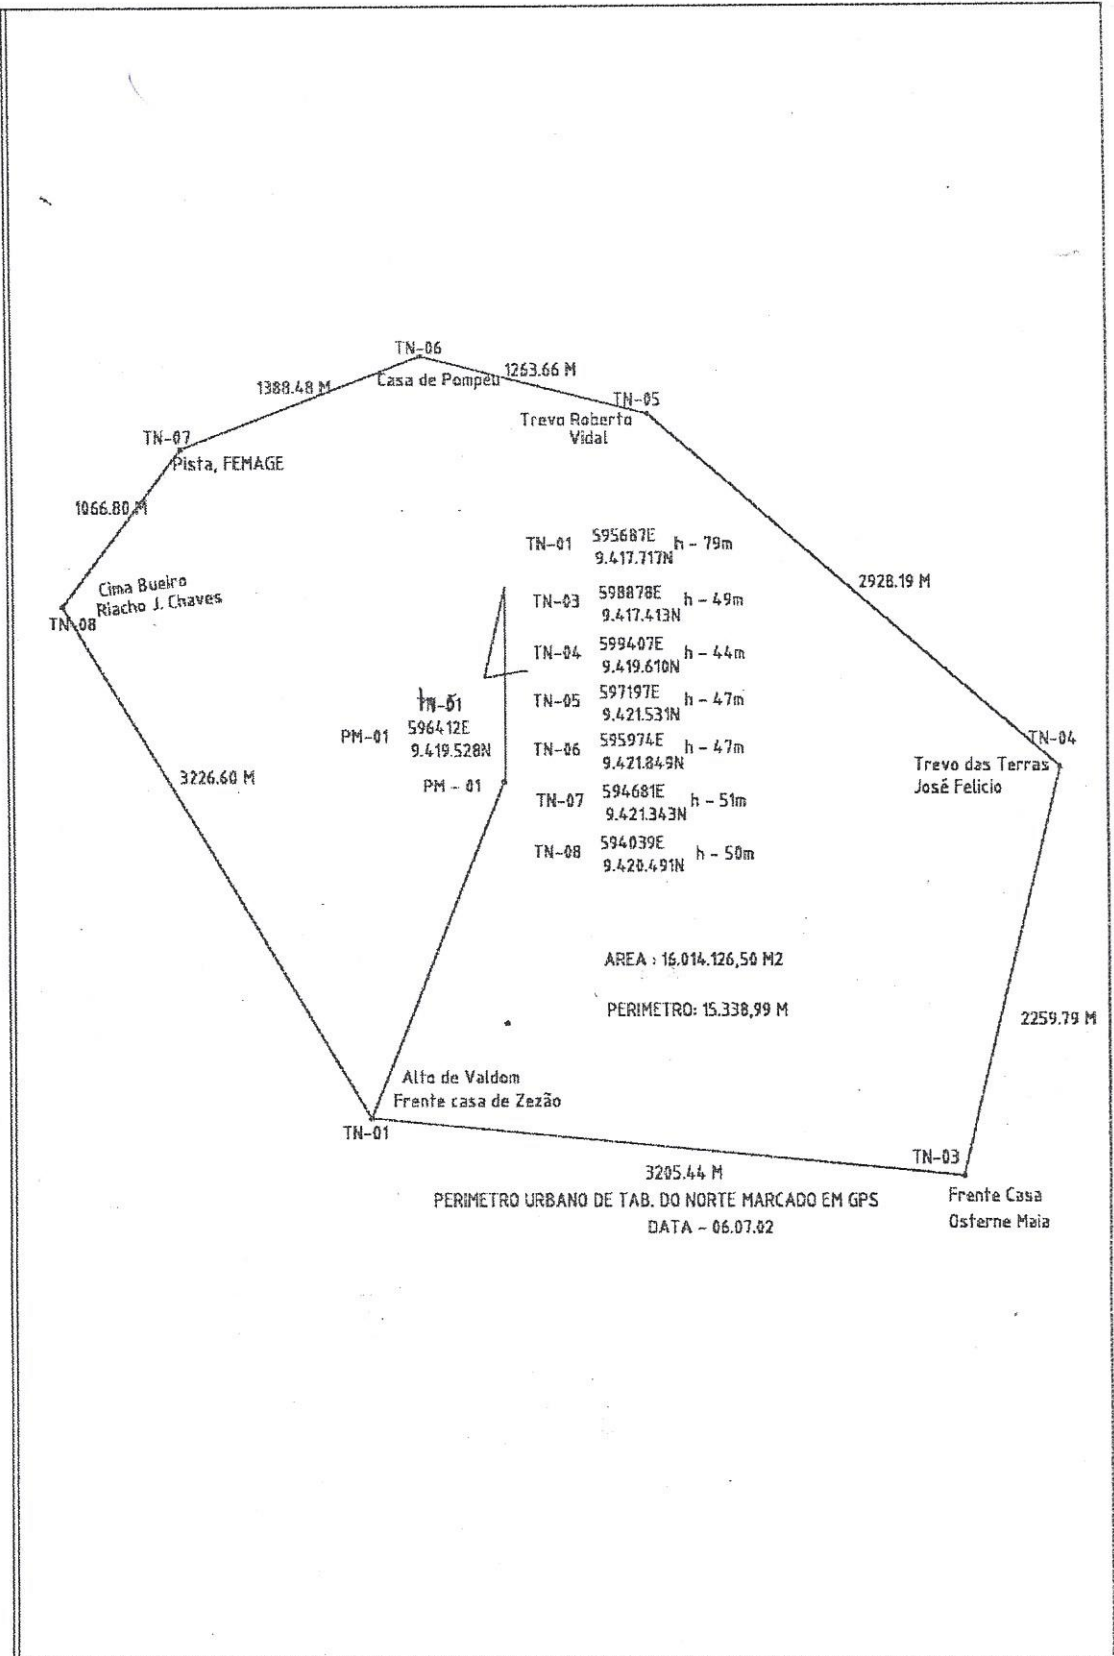 TN-06
1388.48 M
1263.66 M
Casa de Pompeu
TN-05
Trevo Roberto
Vidal
TN-07
Pista, FEMAGE
1066.80 M
Cima Bueiro
Riacho J. Chaves
TN-08
TN-01 595687E h - 79m
9.417.717N
TN-03 598878E h - 49m
9.417.413N
TN-04 599407E h - 44m
9.419.610N
TN-05 597197E h - 47m
9.421.531N
TN-06 595974E h - 47m
9.421.849N
TN-07 594681E h - 51m
9.421.343N
TN-08 594039E h - 50m
9.420.491N
2928.19 M
PM-01 596412E
9.419.528N
PM - 01
3226.60 M
TN-04
Trevo das Terras
José Felicio
AREA : 16.014.126,50 M2
PERIMETRO: 15.338,99 M
2259.79 M
Alto de Valdom
Frente casa de Zezão
TN-01
3205.44 M
TN-03
Frente Casa
Osterne Maia
PERIMETRO URBANO DE TAB. DO NORTE MARCADO EM GPS
DATA - 06.07.02